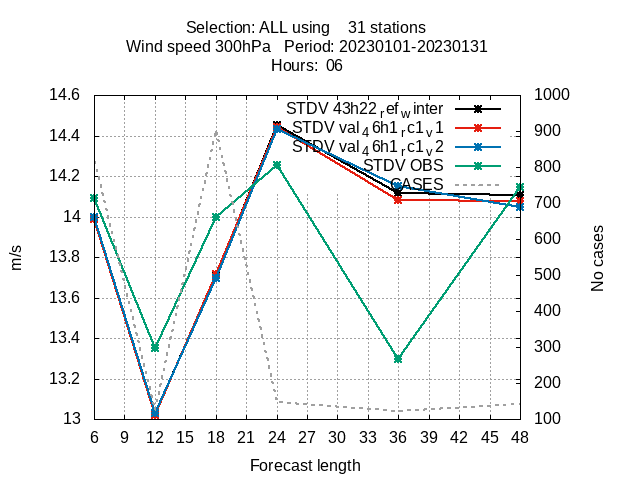 Selection: ALL using 31 stations
Wind speed 300hPa Period: 20230101-20230131
Hours: 06
14.6
14.4
14.2
14
13.8
13.6
13.4
13.2
13
m/s
STDV 43h22refwinter
STDV val46h1rc1v1
STDV val46h1rc1v2
STDV OBS
CASES
1000
900
800
700
600
500
400
300
200
100
No cases
6 9 12 15 18 21 24 27 30 33 36 39 42 45 48
Forecast length